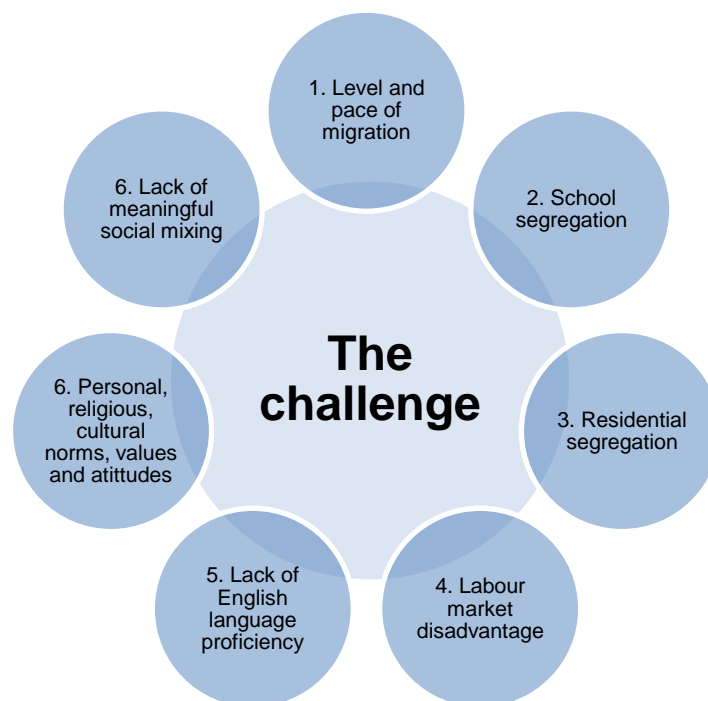 1. Level and
pace of
migration
2. School
segregation
3. Residential
segregation
4. Labour
market
disadvantage
5. Lack of
English
language
proficiency
6. Personal,
religious,
cultural
norms, values
and atittudes
6. Lack of
meaningful
social mixing
The
challenge